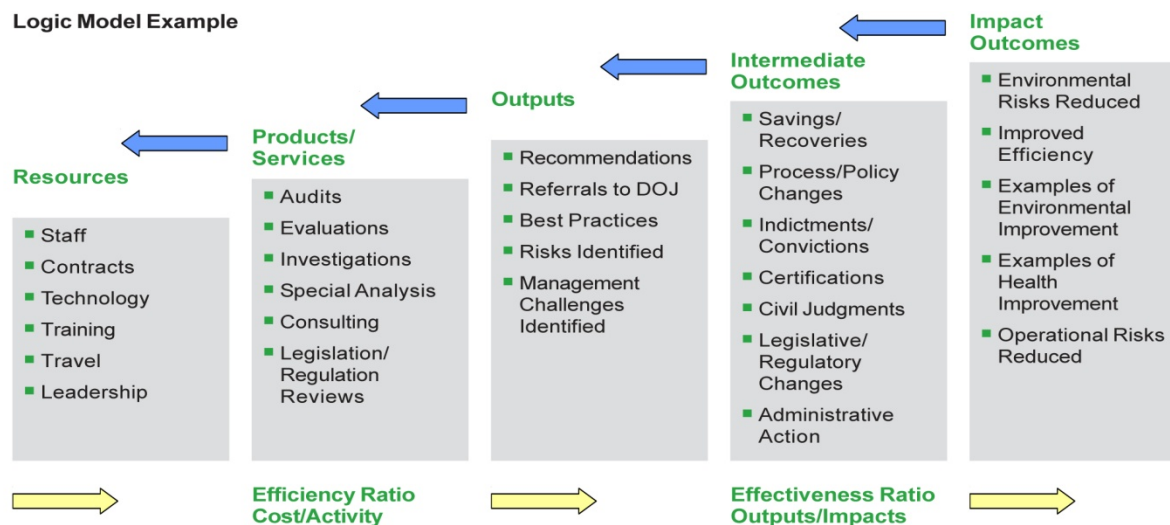 Logic Model Example
Resources
Staff
Contracts
Technology
Training
Travel
Leadership
Products/
Services
Audits
Evaluations
Investigations
Special Analysis
Consulting
Legislation/
Regulation
Reviews
Outputs
Recommendations
Referrals to DOJ
Best Practices
Risks Identified
Management
Challenges
Identified
Intermediate
Outcomes
Savings/
Recoveries
Process/Policy
Changes
Indictments/
Convictions
Certifications
Civil Judgments
Legislative/
Regulatory
Changes
Administrative
Action
Impact
Outcomes
Environmental
Risks Reduced
Improved
Efficiency
Examples of
Environmental
Improvement
Examples of
Health
Improvement
Operational Risks
Reduced
Efficiency Ratio
Cost/Activity
Effectiveness Ratio
Outputs/Impacts